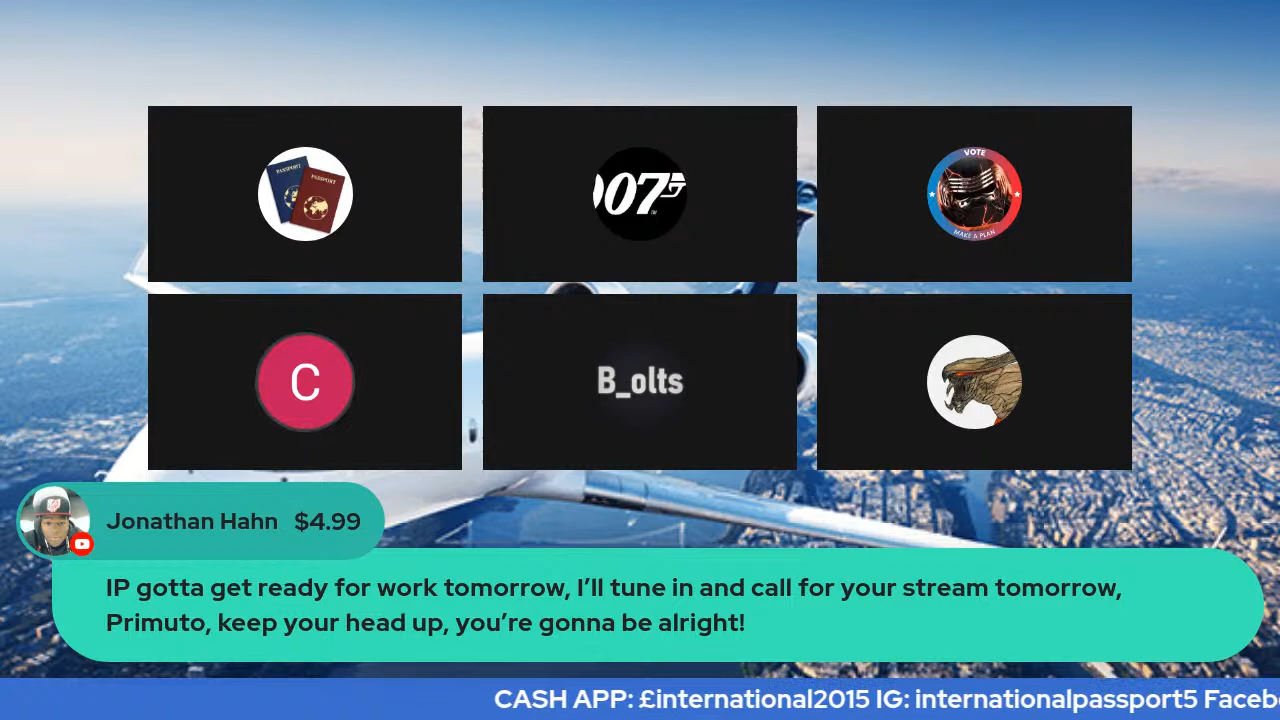 PASSPORT
PASSPORT
007
VOTE
MAKE A PLAN
C
B_olts
Jonathan Hahn $4.99
IP gotta get ready for work tomorrow, I’ll tune in and call for your stream tomorrow,
Primuto, keep your head up, you’re gonna be alright!
CASH APP: £international2015 IG: internationalpassport5 Faceb